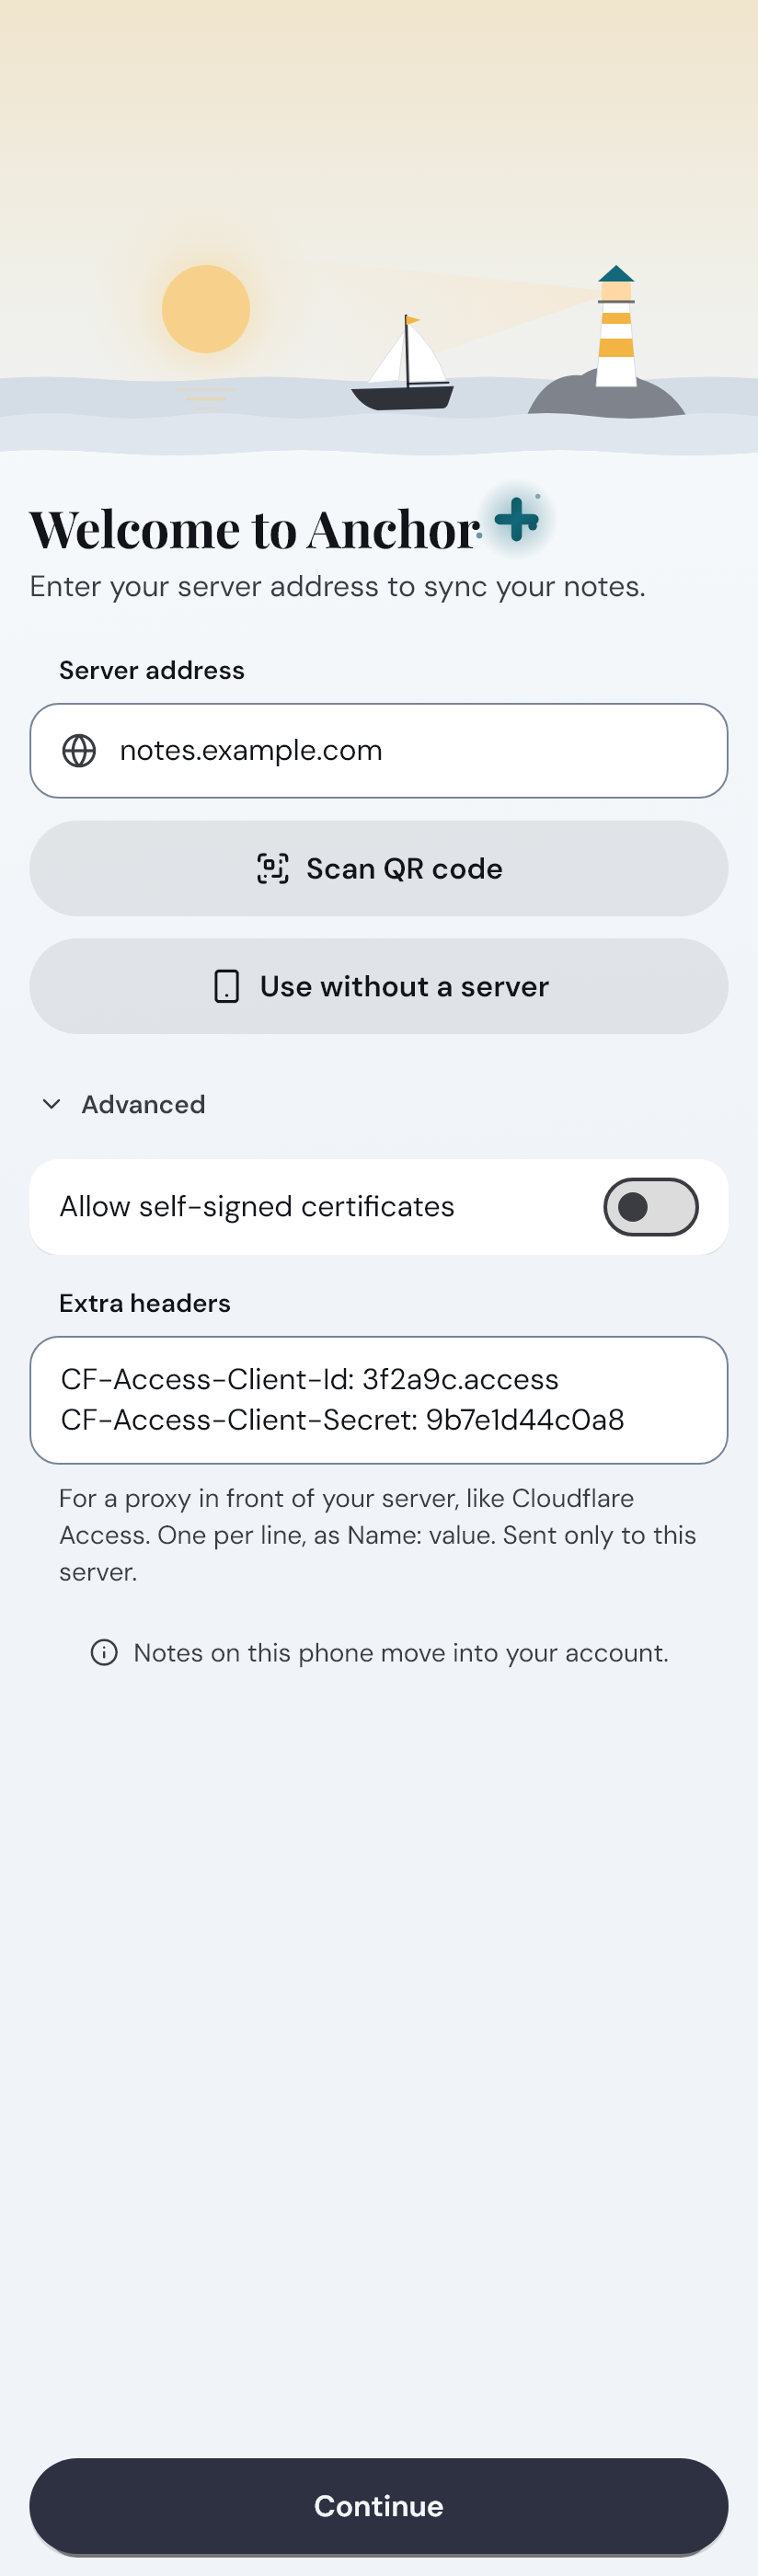 Welcome to Anchor
Enter your server address to sync your notes.
Server address
notes.example.com
Scan QR code
Use without a server
Advanced
Allow self-signed certificates
Extra headers
CF-Access-Client-Id: 3f2a9c.access
CF-Access-Client-Secret: 9b7e1d44c0a8
For a proxy in front of your server, like Cloudflare
Access. One per line, as Name: value. Sent only to this
server.
Notes on this phone move into your account.
Continue